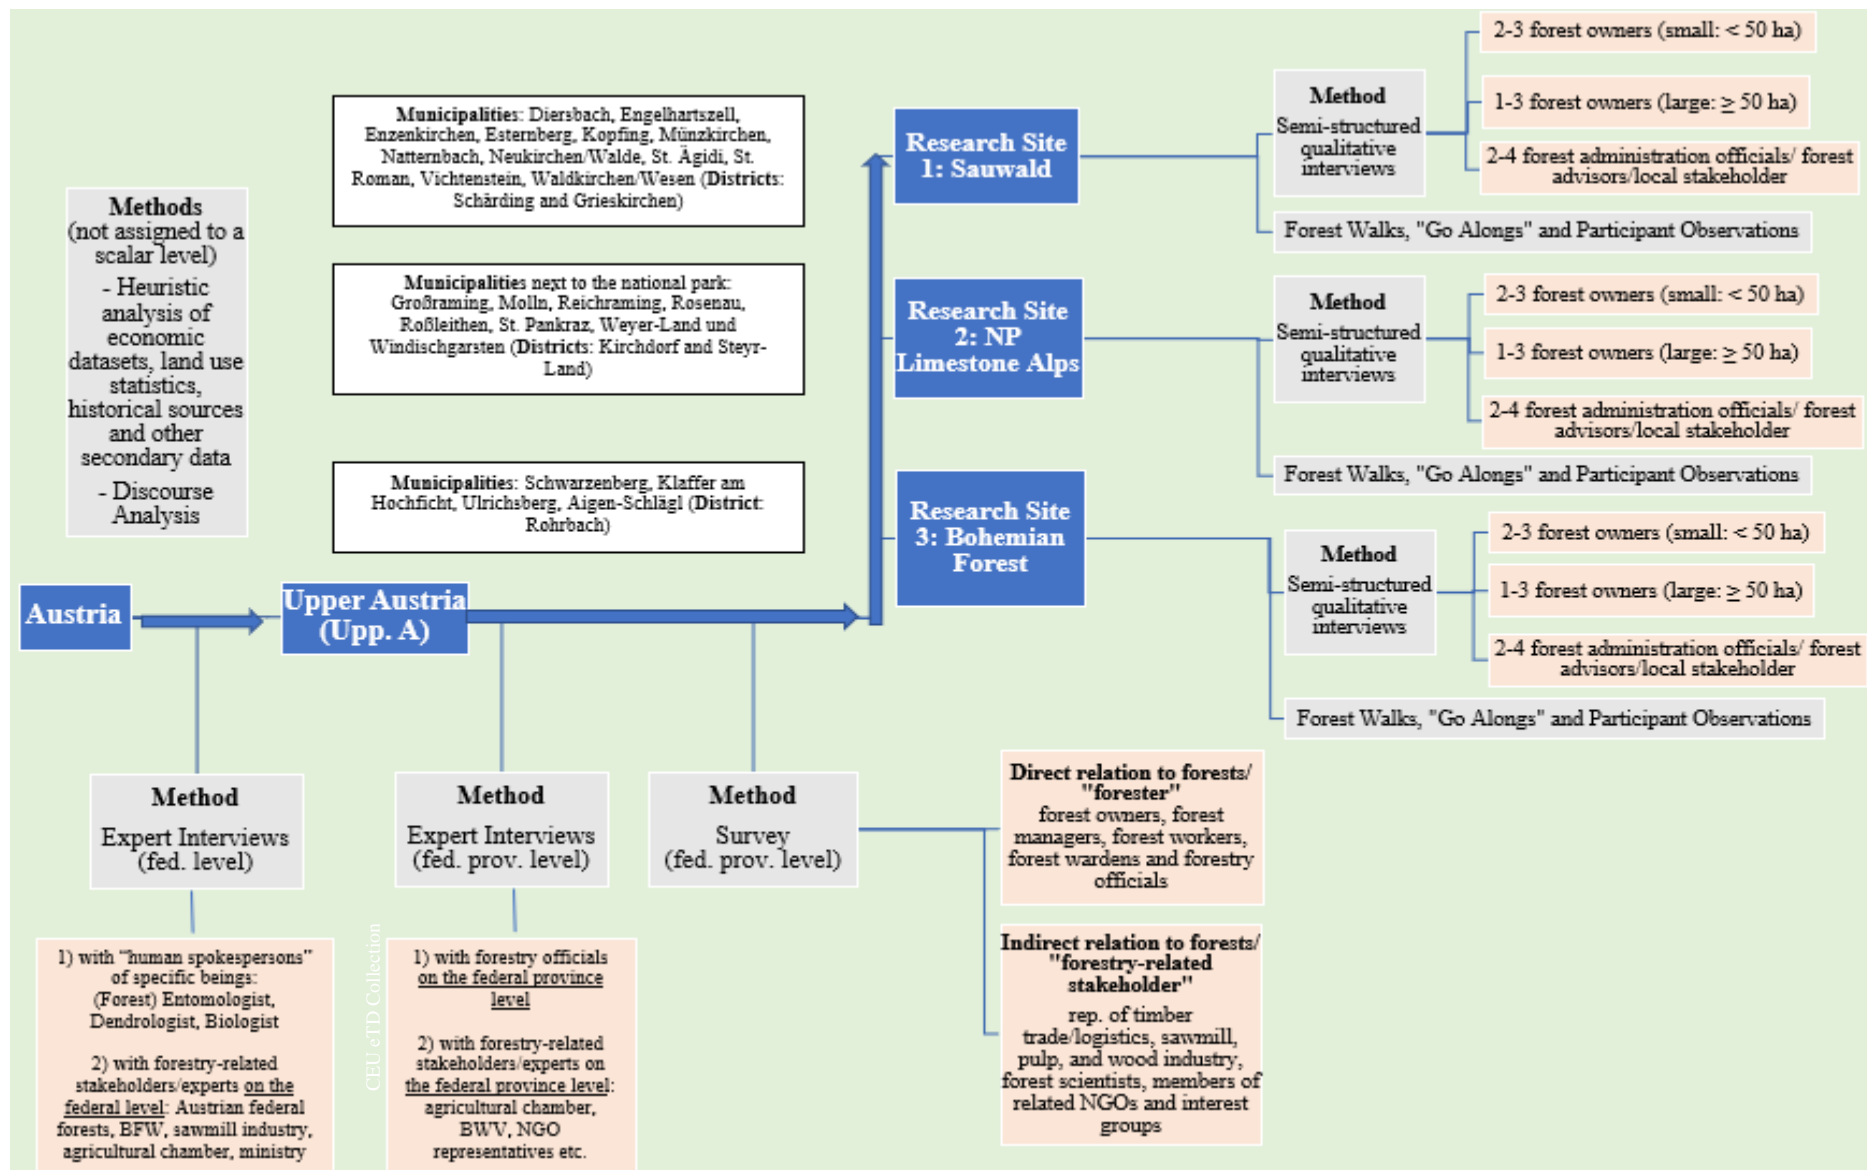 Methods
(not assigned to a
scalar level)
- Heuristic
analysis of
economic
datasets, land use
statistics,
historical sources
and other
secondary data
- Discourse
Analysis
Municipalities: Diersbach, Engelhartszell,
Enzenkirchen, Esternberg, Kopfing, Münzkirchen,
Natternbach, Neukirchen/Walde, St. Ägidi, St.
Roman, Vichtenstein, Waldkirchen/Wesen (Districts:
Schärding and Grieskirchen)
Municipalities next to the national park:
Großraming, Molln, Reichraming, Rosenau,
Roßleithen, St. Pankraz, Weyer-Land und
Windischgarsten (Districts: Kirchdorf and Steyr-
Land)
Municipalities: Schwarzenberg, Klaffer am
Hochficht, Ulrichsberg, Aigen-Schlägl (District:
Rohrbach)
Austria
Upper Austria
(Upp. A)
Research Site
1: Sauwald
Method
Semi-structured
qualitative
interviews
2-3 forest owners (small: < 50 ha)
1-3 forest owners (large: ≥ 50 ha)
2-4 forest administration officials/ forest
advisors/local stakeholder
Forest Walks, "Go Alongs" and Participant Observations
Research Site
2: NP
Limestone Alps
Method
Semi-structured
qualitative
interviews
2-3 forest owners (small: < 50 ha)
1-3 forest owners (large: ≥ 50 ha)
2-4 forest administration officials/ forest
advisors/local stakeholder
Forest Walks, "Go Alongs" and Participant Observations
Research Site
3: Bohemian
Forest
Method
Semi-structured
qualitative
interviews
2-3 forest owners (small: < 50 ha)
1-3 forest owners (large: ≥ 50 ha)
2-4 forest administration officials/ forest
advisors/local stakeholder
Forest Walks, "Go Alongs" and Participant Observations
Method
Expert Interviews
(fed. level)
1) with "human spokespersons"
of specific beings:
(Forest) Entomologist,
Dendrologist, Biologist
2) with forestry-related
stakeholders/experts on the
federal level: Austrian federal
forests, BFW, sawmill industry,
agricultural chamber, ministry
Method
Expert Interviews
(fed. prov. level)
1) with forestry officials
on the federal province
level
2) with forestry-related
stakeholders/experts on
the federal province level:
agricultural chamber,
BWV, NGO
representatives etc.
Method
Survey
(fed. prov. level)
Direct relation to forests/
"forester"
forest owners, forest
managers, forest workers,
forest wardens and forestry
officials
Indirect relation to forests/
"forestry-related
stakeholder"
rep. of timber
trade/logistics, sawmill,
pulp, and wood industry,
forest scientists, members of
related NGOs and interest
groups
CEU eTD Collection